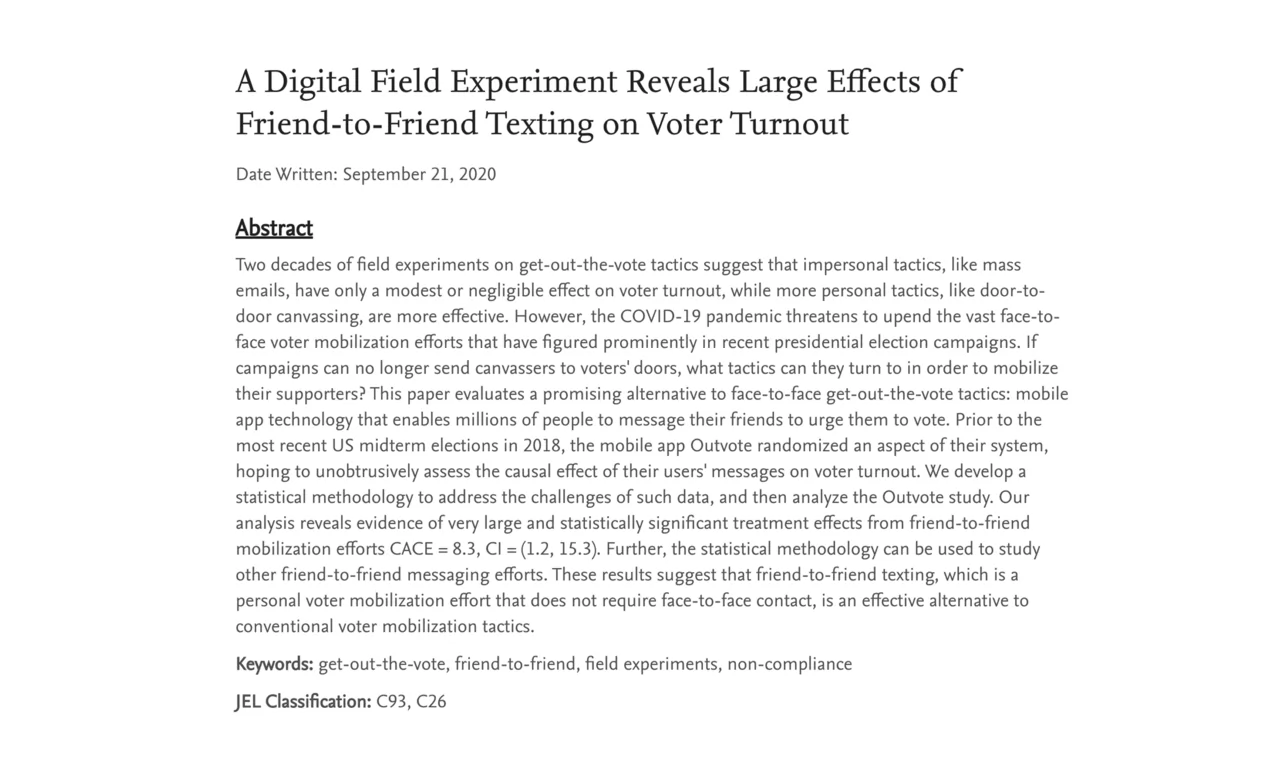 A Digital Field Experiment Reveals Large Effects of
Friend-to-Friend Texting on Voter Turnout
Date Written: September 21, 2020
Abstract
Two decades of field experiments on get-out-the-vote tactics suggest that impersonal tactics, like mass
emails, have only a modest or negligible effect on voter turnout, while more personal tactics, like door-to-
door canvassing, are more effective. However, the COVID-19 pandemic threatens to upend the vast face-to-
face voter mobilization efforts that have figured prominently in recent presidential election campaigns. If
campaigns can no longer send canvassers to voters' doors, what tactics can they turn to in order to mobilize
their supporters? This paper evaluates a promising alternative to face-to-face get-out-the-vote tactics: mobile
app technology that enables millions of people to message their friends to urge them to vote. Prior to the
most recent US midterm elections in 2018, the mobile app Outvote randomized an aspect of their system,
hoping to unobtrusively assess the causal effect of their users' messages on voter turnout. We develop a
statistical methodology to address the challenges of such data, and then analyze the Outvote study. Our
analysis reveals evidence of very large and statistically significant treatment effects from friend-to-friend
mobilization efforts CACE = 8.3, CI = (1.2, 15.3). Further, the statistical methodology can be used to study
other friend-to-friend messaging efforts. These results suggest that friend-to-friend texting, which is a
personal voter mobilization effort that does not require face-to-face contact, is an effective alternative to
conventional voter mobilization tactics.
Keywords: get-out-the-vote, friend-to-friend, field experiments, non-compliance
JEL Classification: C93, C26